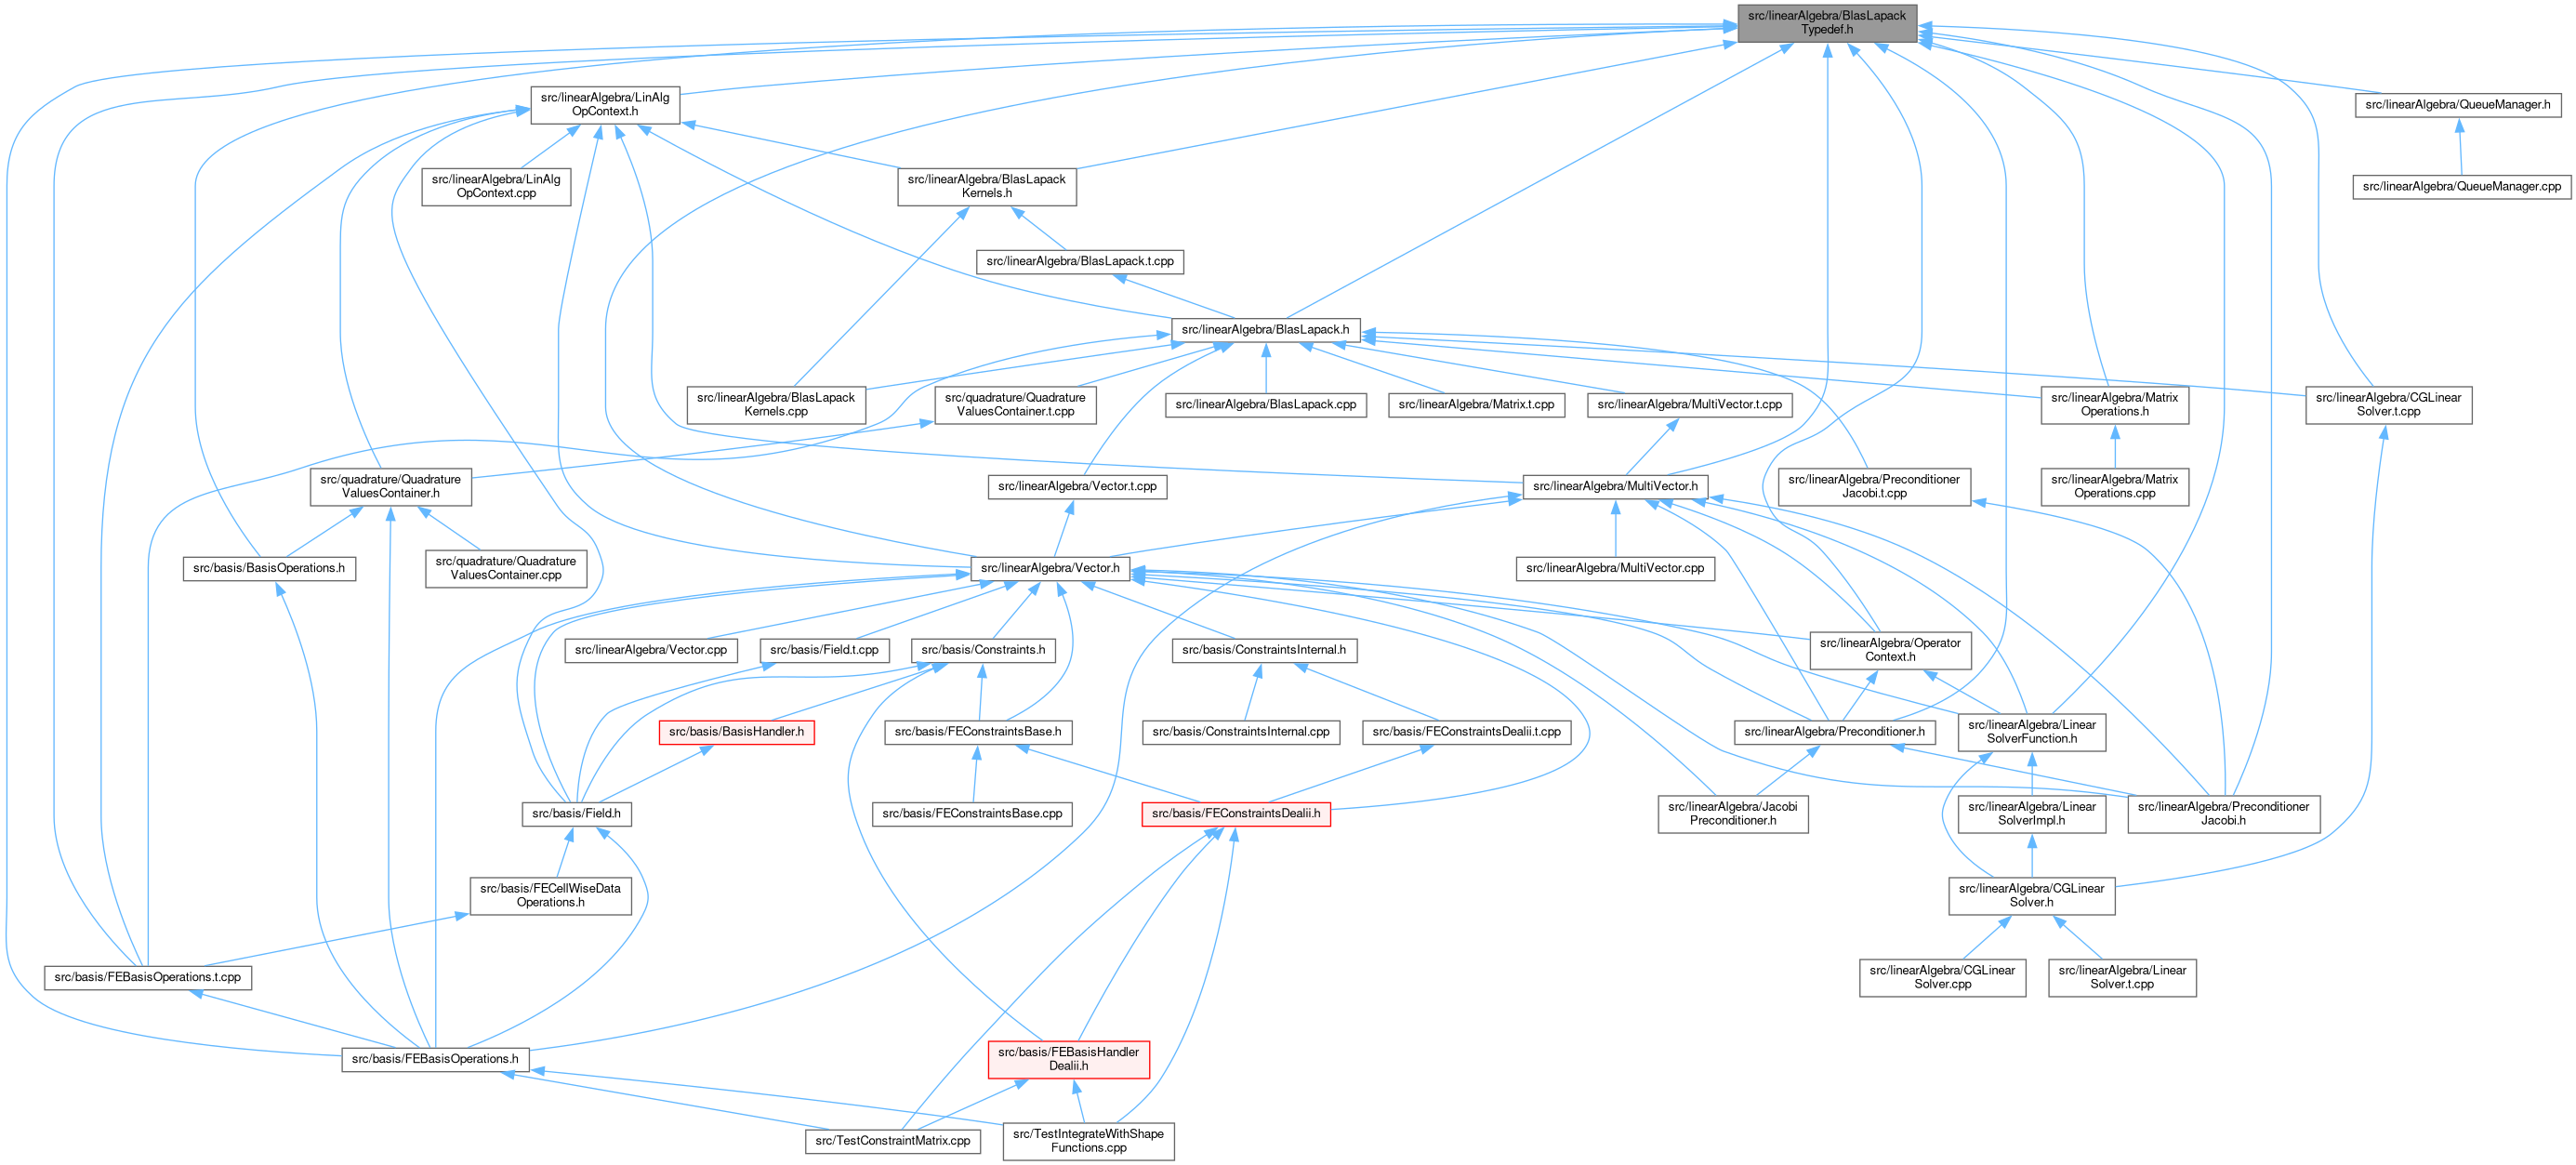 src/linearAlgebra/BlasLapack
Typedef.h
src/linearAlgebra/LinAlg
OpContext.h
src/linearAlgebra/QueueManager.h
src/linearAlgebra/LinAlg
OpContext.cpp
src/linearAlgebra/BlasLapack
Kernels.h
src/linearAlgebra/QueueManager.cpp
src/linearAlgebra/BlasLapack.t.cpp
src/linearAlgebra/BlasLapack.h
src/linearAlgebra/BlasLapack
Kernels.cpp
src/quadrature/Quadrature
ValuesContainer.t.cpp
src/linearAlgebra/BlasLapack.cpp
src/linearAlgebra/Matrix.t.cpp
src/linearAlgebra/MultiVector.t.cpp
src/linearAlgebra/Matrix
Operations.h
src/linearAlgebra/CGLinear
Solver.t.cpp
src/quadrature/Quadrature
ValuesContainer.h
src/linearAlgebra/Vector.t.cpp
src/linearAlgebra/MultiVector.h
src/linearAlgebra/Preconditioner
Jacobi.t.cpp
src/linearAlgebra/Matrix
Operations.cpp
src/basis/BasisOperations.h
src/quadrature/Quadrature
ValuesContainer.cpp
src/linearAlgebra/Vector.h
src/linearAlgebra/MultiVector.cpp
src/linearAlgebra/Vector.cpp
src/basis/Field.t.cpp
src/basis/Constraints.h
src/basis/ConstraintsInternal.h
src/linearAlgebra/Operator
Context.h
src/basis/BasisHandler.h
src/basis/FEConstraintsBase.h
src/basis/ConstraintsInternal.cpp
src/basis/FEConstraintsDealii.t.cpp
src/linearAlgebra/Preconditioner.h
src/linearAlgebra/Linear
SolverFunction.h
src/basis/Field.h
src/basis/FEConstraintsBase.cpp
src/basis/FEConstraintsDealii.h
src/linearAlgebra/Jacobi
Preconditioner.h
src/linearAlgebra/Linear
SolverImpl.h
src/linearAlgebra/Preconditioner
Jacobi.h
src/basis/FECellWiseData
Operations.h
src/linearAlgebra/CGLinear
Solver.h
src/basis/FEBasisOperations.t.cpp
src/linearAlgebra/CGLinear
Solver.cpp
src/linearAlgebra/Linear
Solver.t.cpp
src/basis/FEBasisOperations.h
src/basis/FEBasisHandler
Dealii.h
src/TestConstraintMatrix.cpp
src/TestIntegrateWithShape
Functions.cpp